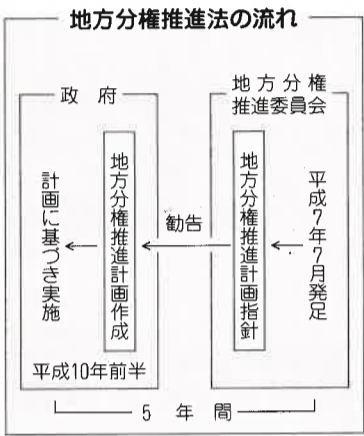 地方分権推進法の流れ
地方分権
推進委員会
平成7年7月発足
地方分権推進計画指針
勧告
政府
地方分権推進計画作成
計画に基づき実施
平成10年前半
5年間